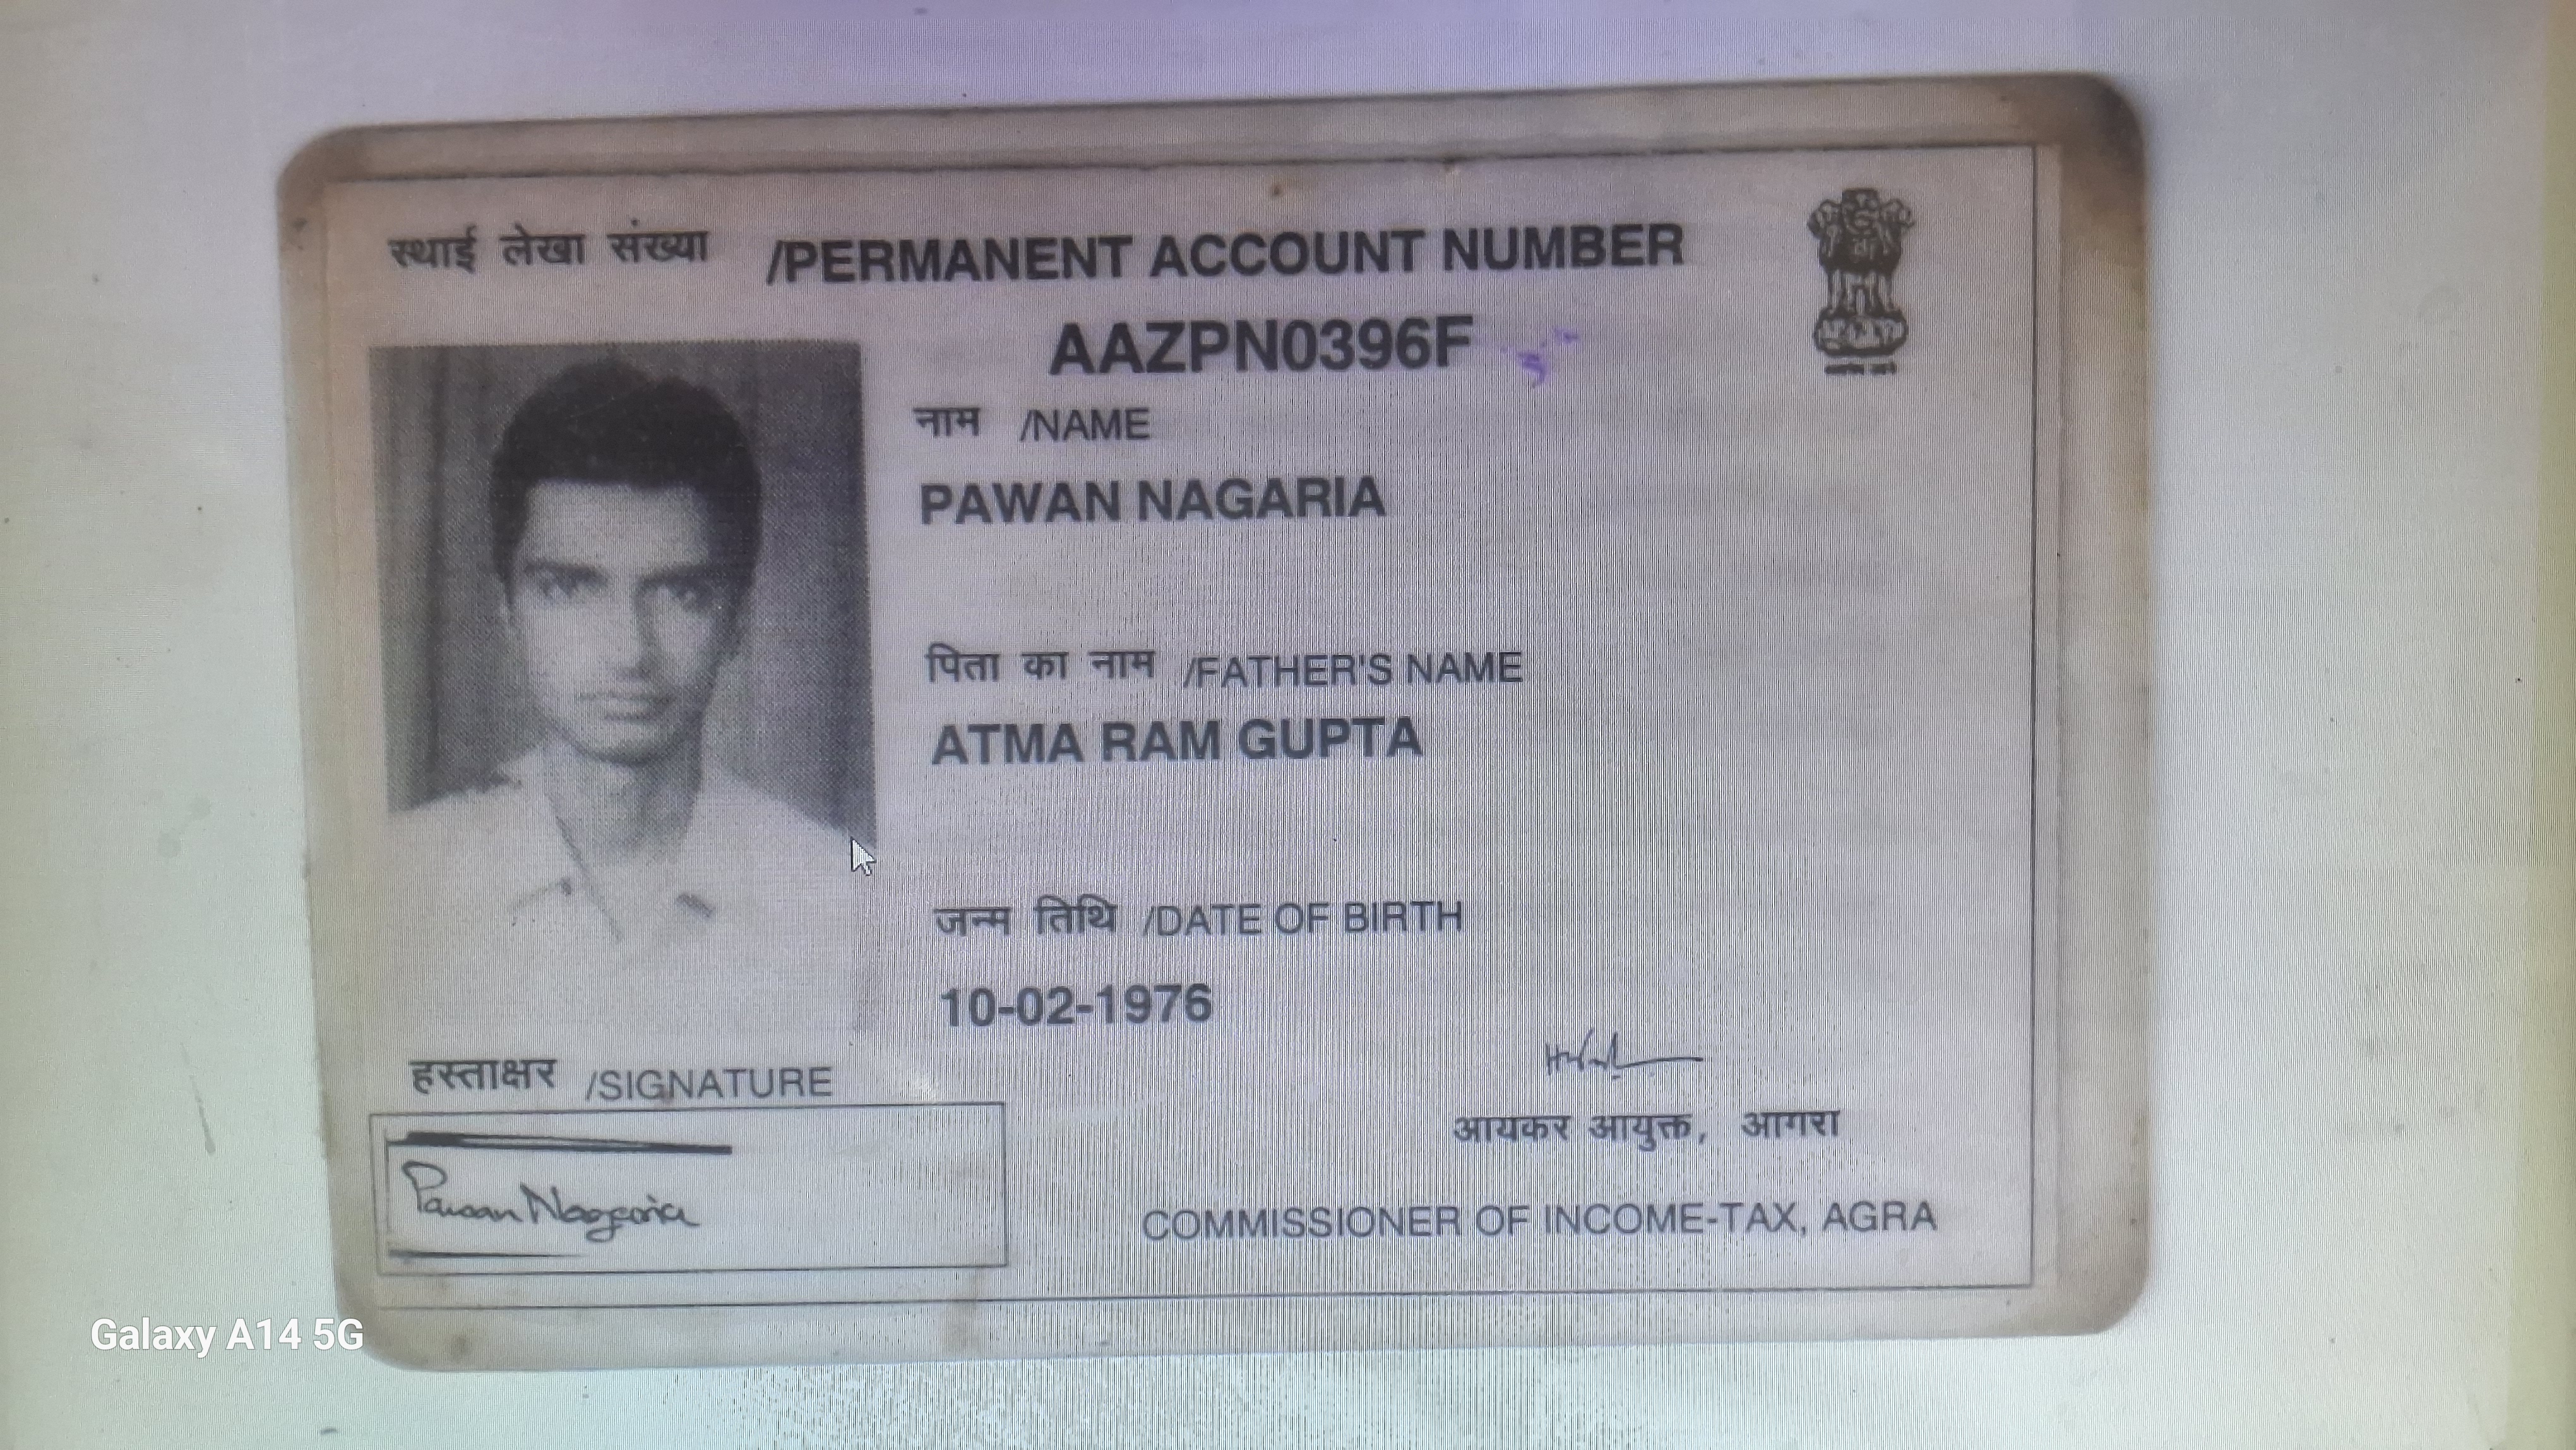 स्थाई लेखा संख्या /PERMANENT ACCOUNT NUMBER
AAZPN0396F
नाम /NAME
PAWAN NAGARIA
पिता का नाम /FATHER'S NAME
ATMA RAM GUPTA
जन्म तिथि /DATE OF BIRTH
10-02-1976
हस्ताक्षर /SIGNATURE
Pawan Nagaria
आयकर आयुक्त, आगरा
COMMISSIONER OF INCOME-TAX, AGRA
Galaxy A14 5G